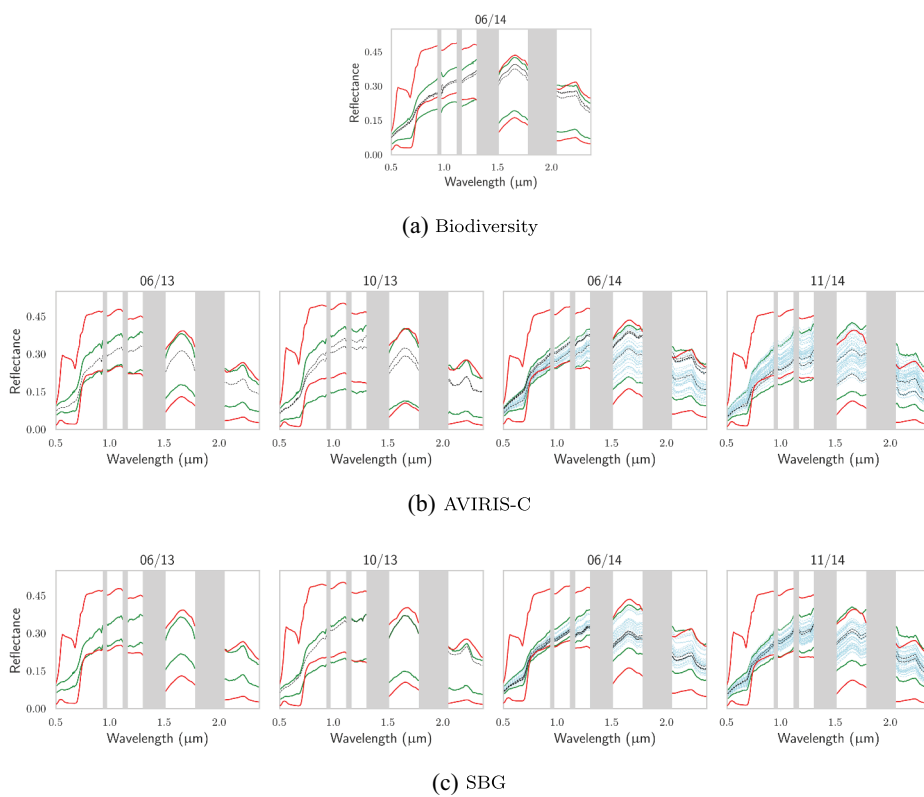 06/14
Reflectance
0.45
0.30
0.15
0.00
0.5 1.0 1.5 2.0
Wavelength (μm)
(a) Biodiversity
06/13 10/13 06/14 11/14
Reflectance
0.45
0.30
0.15
0.00
0.5 1.0 1.5 2.0 0.5 1.0 1.5 2.0 0.5 1.0 1.5 2.0 0.5 1.0 1.5 2.0
Wavelength (μm) Wavelength (μm) Wavelength (μm) Wavelength (μm)
(b) AVIRIS-C
06/13 10/13 06/14 11/14
Reflectance
0.45
0.30
0.15
0.00
0.5 1.0 1.5 2.0 0.5 1.0 1.5 2.0 0.5 1.0 1.5 2.0 0.5 1.0 1.5 2.0
Wavelength (μm) Wavelength (μm) Wavelength (μm) Wavelength (μm)
(c) SBG